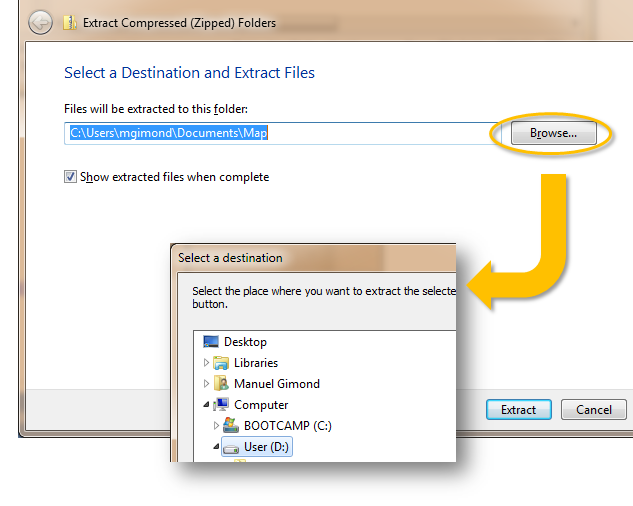 Extract Compressed (Zipped) Folders
Select a Destination and Extract Files
Files will be extracted to this folder:
C:\Users\mgimond\Documents\Map
Browse...
Show extracted files when complete
Select a destination
Select the place where you want to extract the selecte
button.
Desktop
Libraries
Manuel Gimond
Computer
BOOTCAMP (C:)
User (D:)
Extract
Cancel